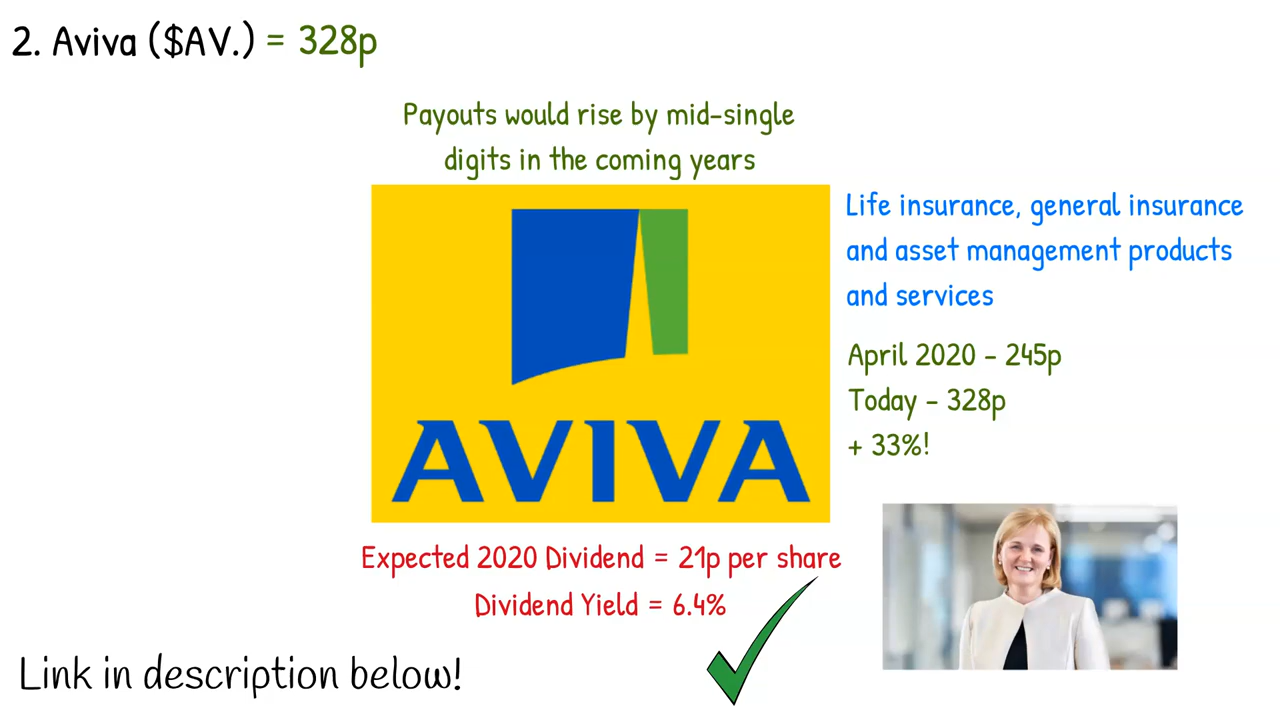 2. Aviva ($AV.) = 328p
Payouts would rise by mid-single
digits in the coming years
Life insurance, general insurance
and asset management products
and services
April 2020 - 245p
Today - 328p
+ 33%!
AVIVA
Expected 2020 Dividend = 21p per share
Dividend Yield = 6.4%
Link in description below!